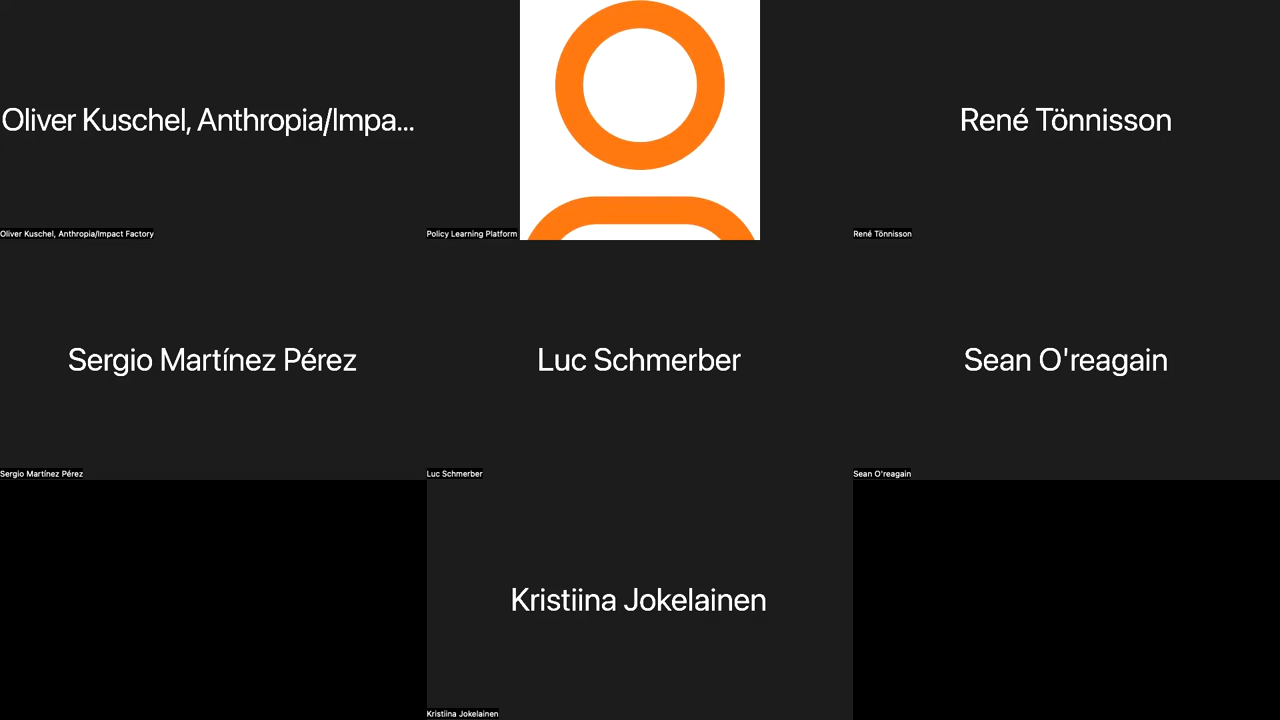 Oliver Kuschel, Anthropia/Impa...
Oliver Kuschel, Anthropia/Impact Factory
Policy Learning Platform
René Tönnisson
René Tönnisson
Sergio Martínez Pérez
Sergio Martínez Pérez
Luc Schmerber
Luc Schmerber
Sean O'reagain
Sean O'reagain
Kristiina Jokelainen
Kristiina Jokelainen